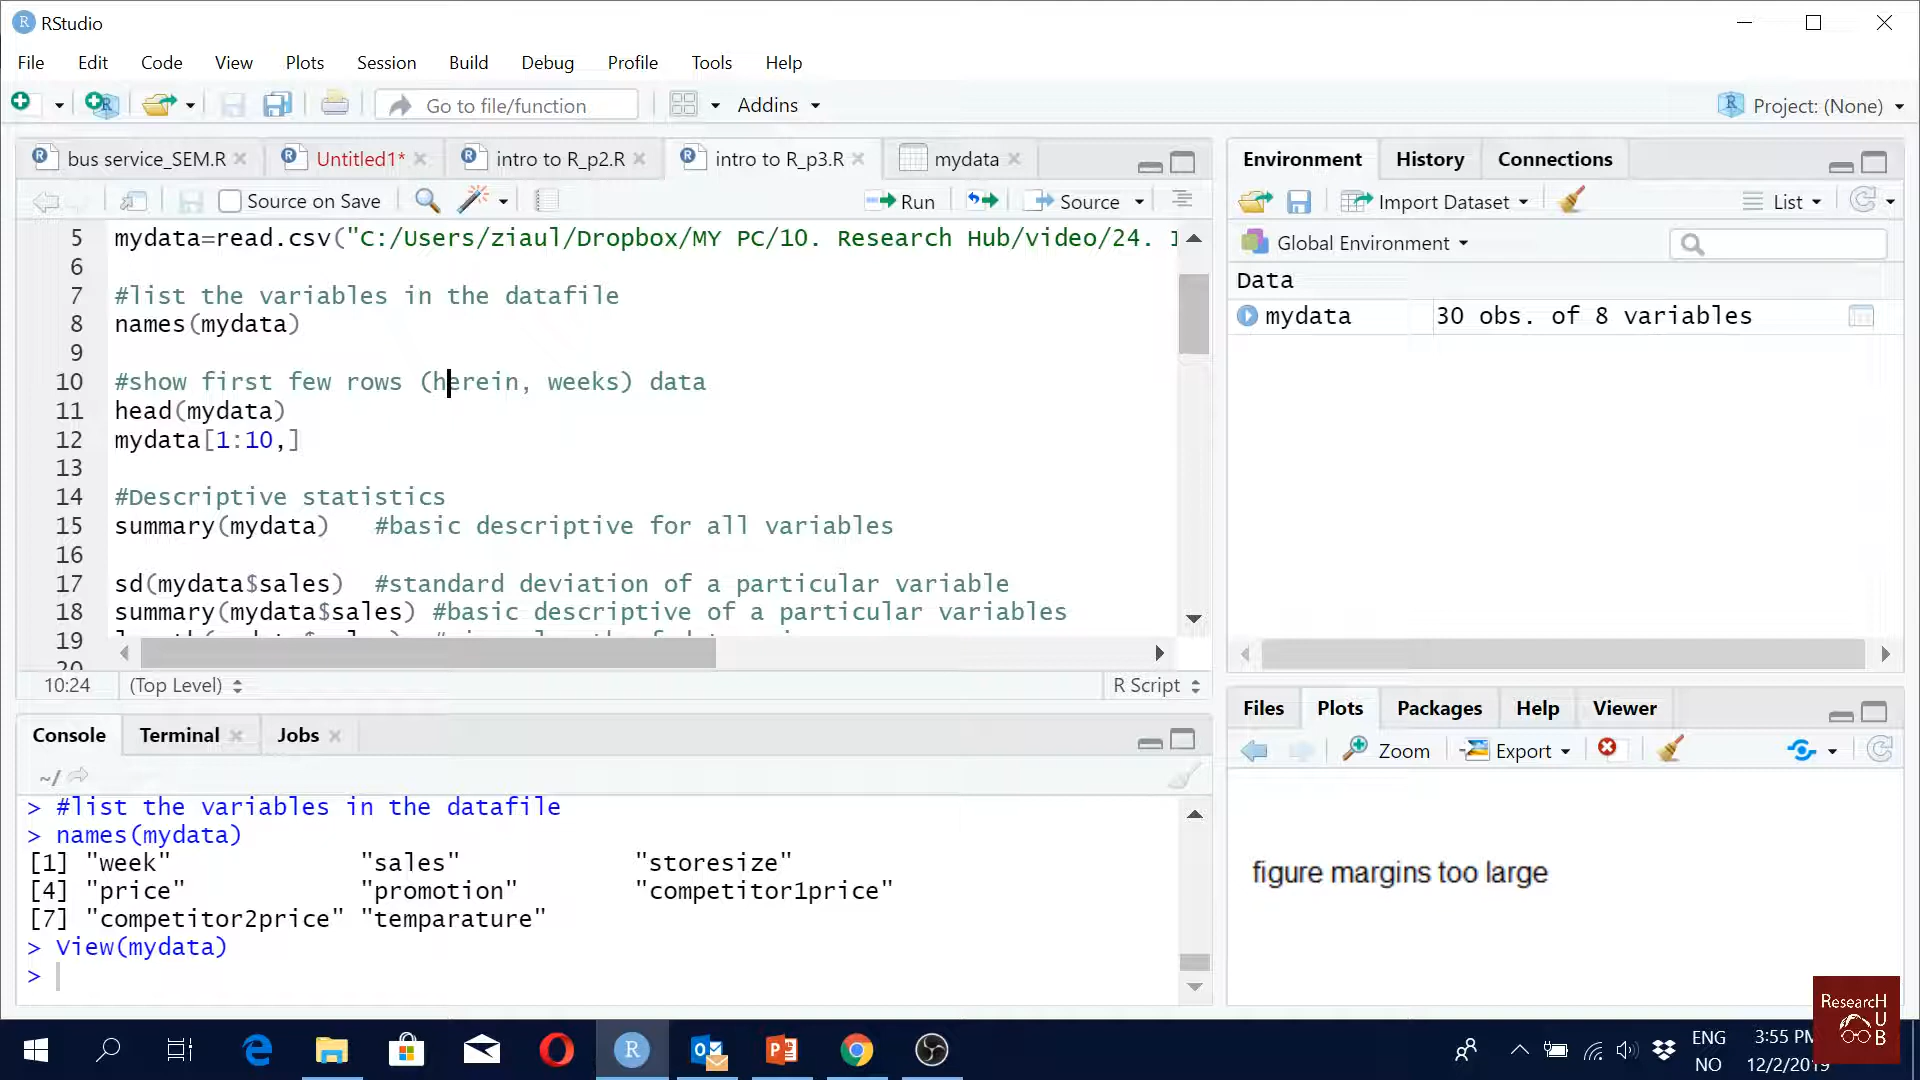 RStudio
File Edit Code View Plots Session Build Debug Profile Tools Help
Go to file/function Addins Project: (None)
bus service_SEM.R Untitled1* intro to R_p2.R intro to R_p3.R mydata
Source on Save Run Source
5 mydata=read.csv("C:/Users/ziaul/Dropbox/MY PC/10. Research Hub/video/24.
6
7 #list the variables in the datafile
8 names(mydata)
9
10 #show first few rows (herein, weeks) data
11 head(mydata)
12 mydata[1:10,]
13
14 #Descriptive statistics
15 summary(mydata) #basic descriptive for all variables
16
17 sd(mydata$sales) #standard deviation of a particular variable
18 summary(mydata$sales) #basic descriptive of a particular variables
19
20
10:24 (Top Level) R Script
Console Terminal Jobs
~/
> #list the variables in the datafile
> names(mydata)
[1] "week" "sales" "storesize"
[4] "price" "promotion" "competitor1price"
[7] "competitor2price" "temparature"
> View(mydata)
>
Environment History Connections
Import Dataset List
Global Environment
Data
mydata 30 obs. of 8 variables
Files Plots Packages Help Viewer
Zoom Export
figure margins too large
ResearcH
U
B
ENG
NO
3:55 PM
12/2/2019